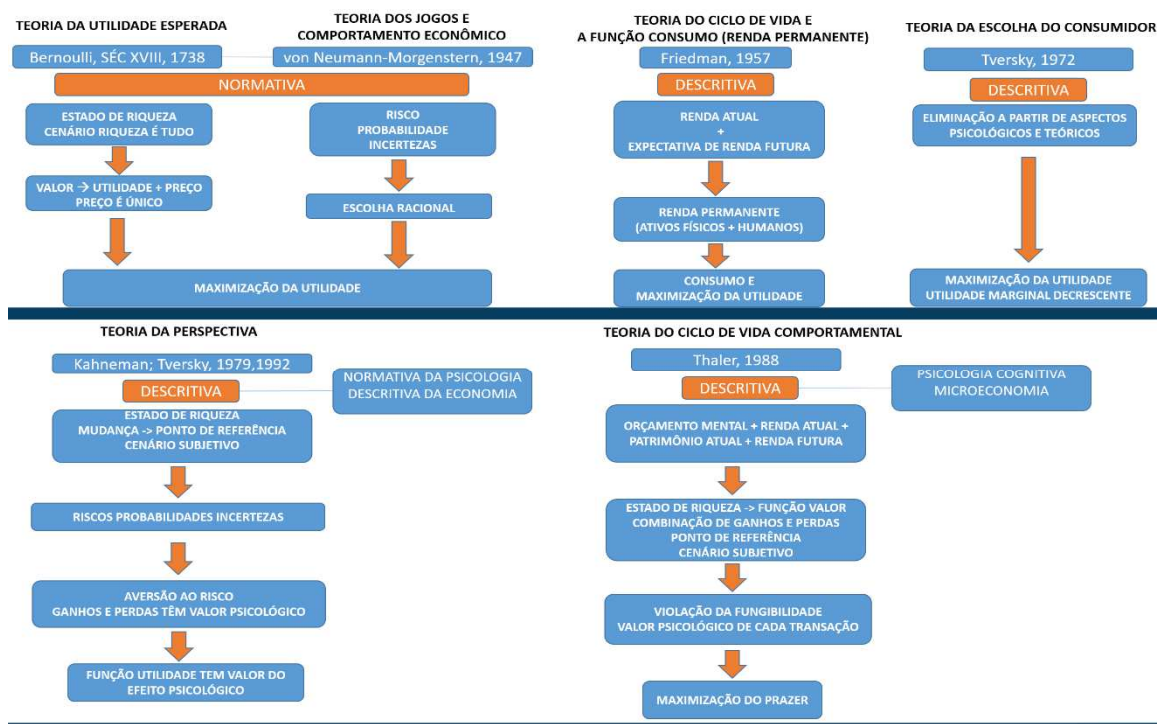 TEORIA DA UTILIDADE ESPERADA
Bernoulli, SÉC XVIII, 1738
TEORIA DOS JOGOS E
COMPORTAMENTO ECONÔMICO
von Neumann-Morgenstern, 1947
NORMATIVA
ESTADO DE RIQUEZA
CENÁRIO RIQUEZA É TUDO
VALOR → UTILIDADE + PREÇO
PREÇO É ÚNICO
RISCO
PROBABILIDADE
INCERTEZAS
ESCOLHA RACIONAL
MAXIMIZAÇÃO DA UTILIDADE
TEORIA DO CICLO DE VIDA E
A FUNÇÃO CONSUMO (RENDA PERMANENTE)
Friedman, 1957
DESCRITIVA
RENDA ATUAL
+
EXPECTATIVA DE RENDA FUTURA
RENDA PERMANENTE
(ATIVOS FÍSICOS + HUMANOS)
CONSUMO E
MAXIMIZAÇÃO DA UTILIDADE
TEORIA DA ESCOLHA DO CONSUMIDOR
Tversky, 1972
DESCRITIVA
ELIMINAÇÃO A PARTIR DE ASPECTOS
PSICOLÓGICOS E TEÓRICOS
MAXIMIZAÇÃO DA UTILIDADE
UTILIDADE MARGINAL DECRESCENTE
TEORIA DA PERSPECTIVA
Kahneman; Tversky, 1979,1992
DESCRITIVA
NORMATIVA DA PSICOLOGIA
DESCRITIVA DA ECONOMIA
ESTADO DE RIQUEZA
MUDANÇA -> PONTO DE REFERÊNCIA
CENÁRIO SUBJETIVO
RISCOS PROBABILIDADES INCERTEZAS
AVERSÃO AO RISCO
GANHOS E PERDAS TÊM VALOR PSICOLÓGICO
FUNÇÃO UTILIDADE TEM VALOR DO
EFEITO PSICOLÓGICO
TEORIA DO CICLO DE VIDA COMPORTAMENTAL
Thaler, 1988
DESCRITIVA
PSICOLOGIA COGNITIVA
MICROECONOMIA
ORÇAMENTO MENTAL + RENDA ATUAL +
PATRIMÔNIO ATUAL + RENDA FUTURA
ESTADO DE RIQUEZA -> FUNÇÃO VALOR
COMBINAÇÃO DE GANHOS E PERDAS
PONTO DE REFERÊNCIA
CENÁRIO SUBJETIVO
VIOLAÇÃO DA FUNGIBILIDADE
VALOR PSICOLÓGICO DE CADA TRANSAÇÃO
MAXIMIZAÇÃO DO PRAZER